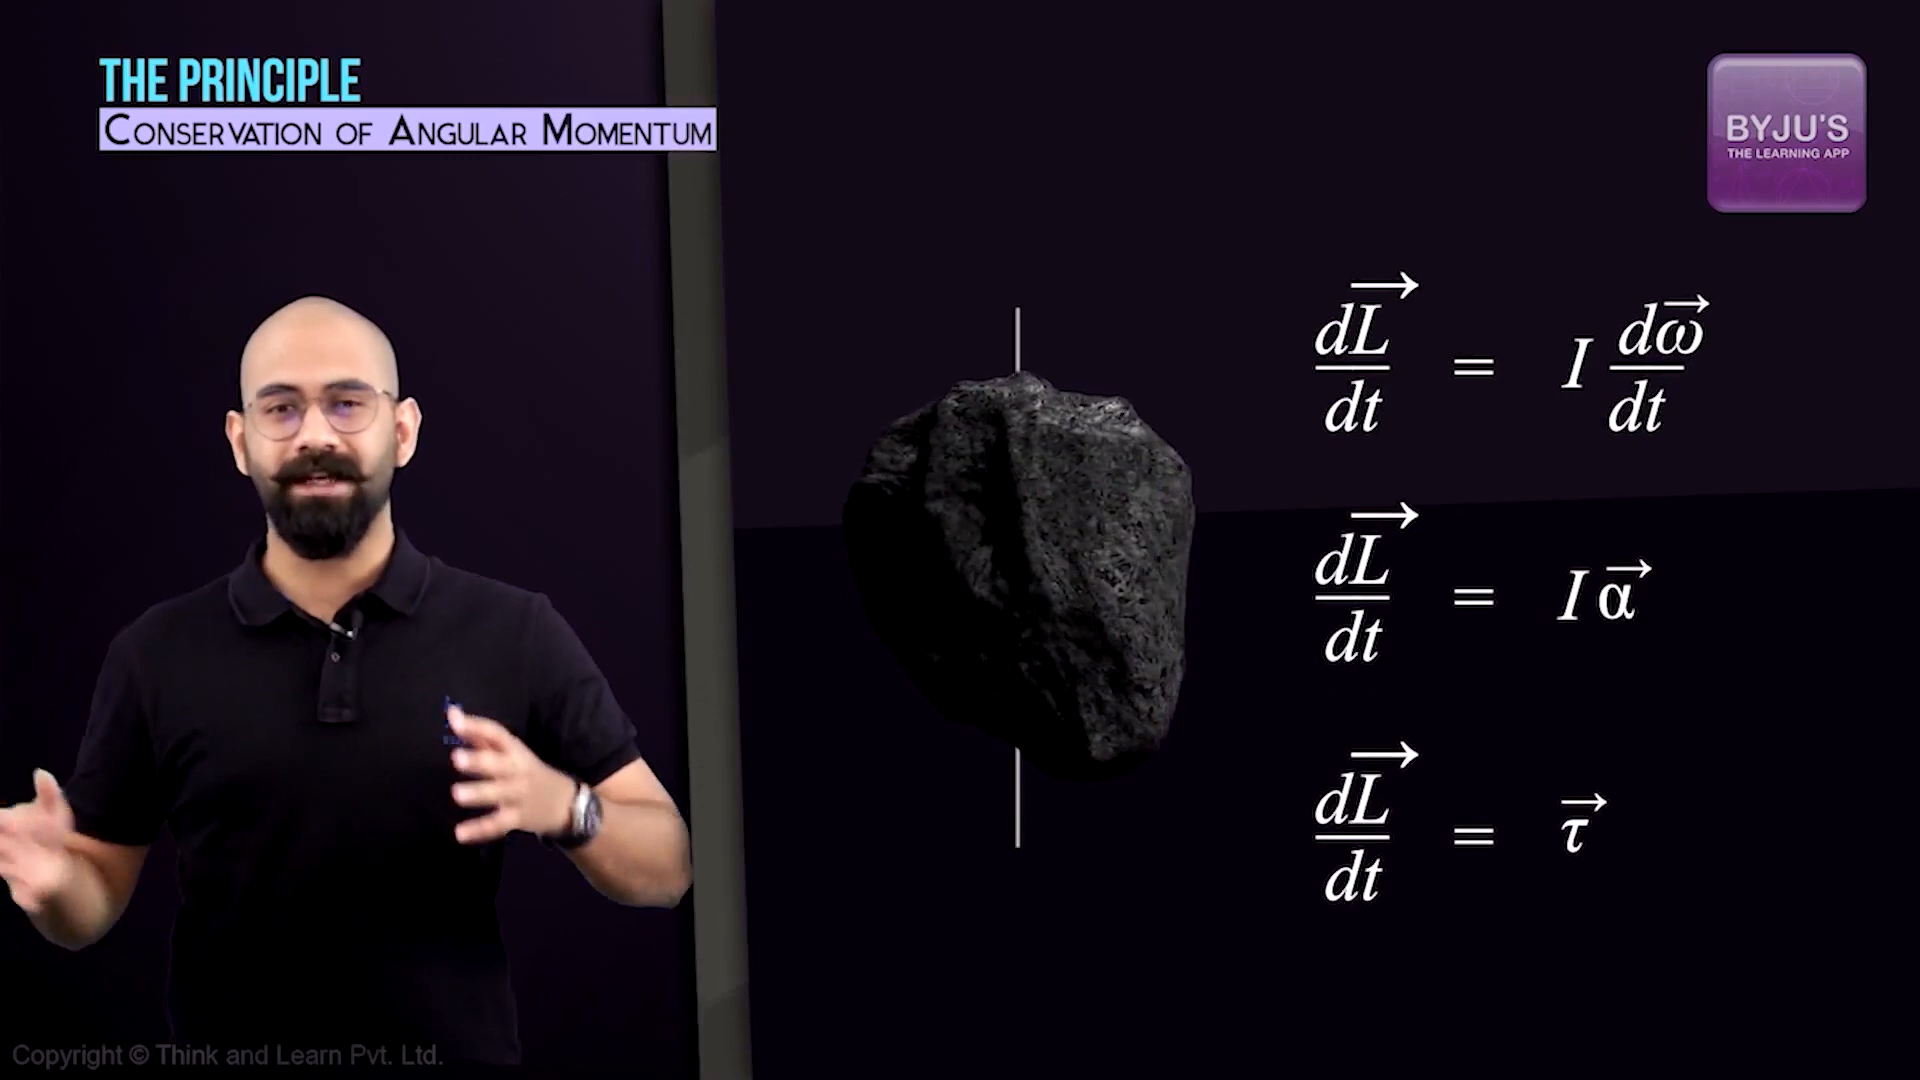 THE PRINCIPLE
CONSERVATION OF ANGULAR MOMENTUM
BYJU'S
THE LEARNING APP
dL⃗/dt = I dω⃗/dt
dL⃗/dt = I α⃗
dL⃗/dt = τ⃗
Copyright © Think and Learn Pvt. Ltd.